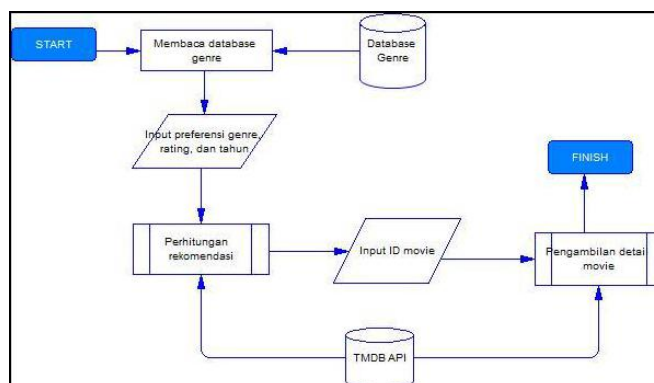 START
Membaca database
genre
Database
Genre
Input preferensi genre,
rating, dan tahun
FINISH
Perhitungan
rekomendasi
Input ID movie
Pengambilan detai
movie
TMDB API